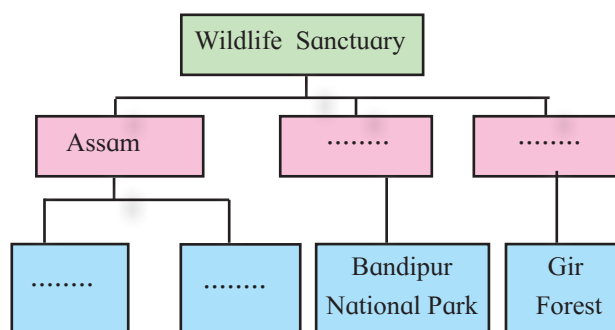 Wildlife Sanctuary
Assam
........
........
........
........
Bandipur
National Park
Gir
Forest